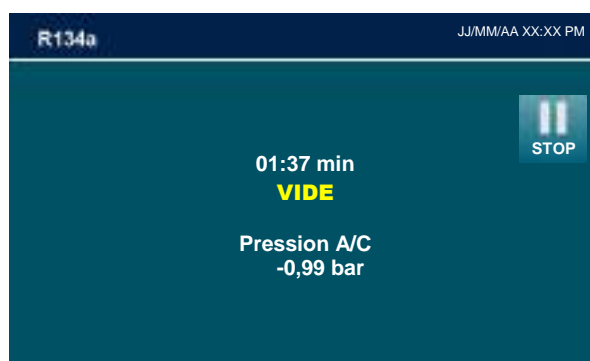 R134a
JJ/MM/AA XX:XX PM
STOP
01:37 min
VIDE
Pression A/C
-0,99 bar